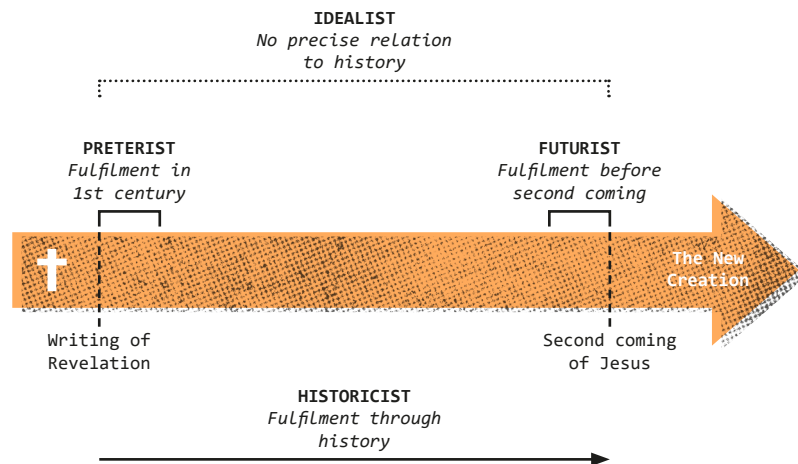 IDEALIST
No precise relation
to history
PRETERIST
Fulfilment in
1st century
FUTURIST
Fulfilment before
second coming
The New
Creation
Writing of
Revelation
Second coming
of Jesus
HISTORICIST
Fulfilment through
history